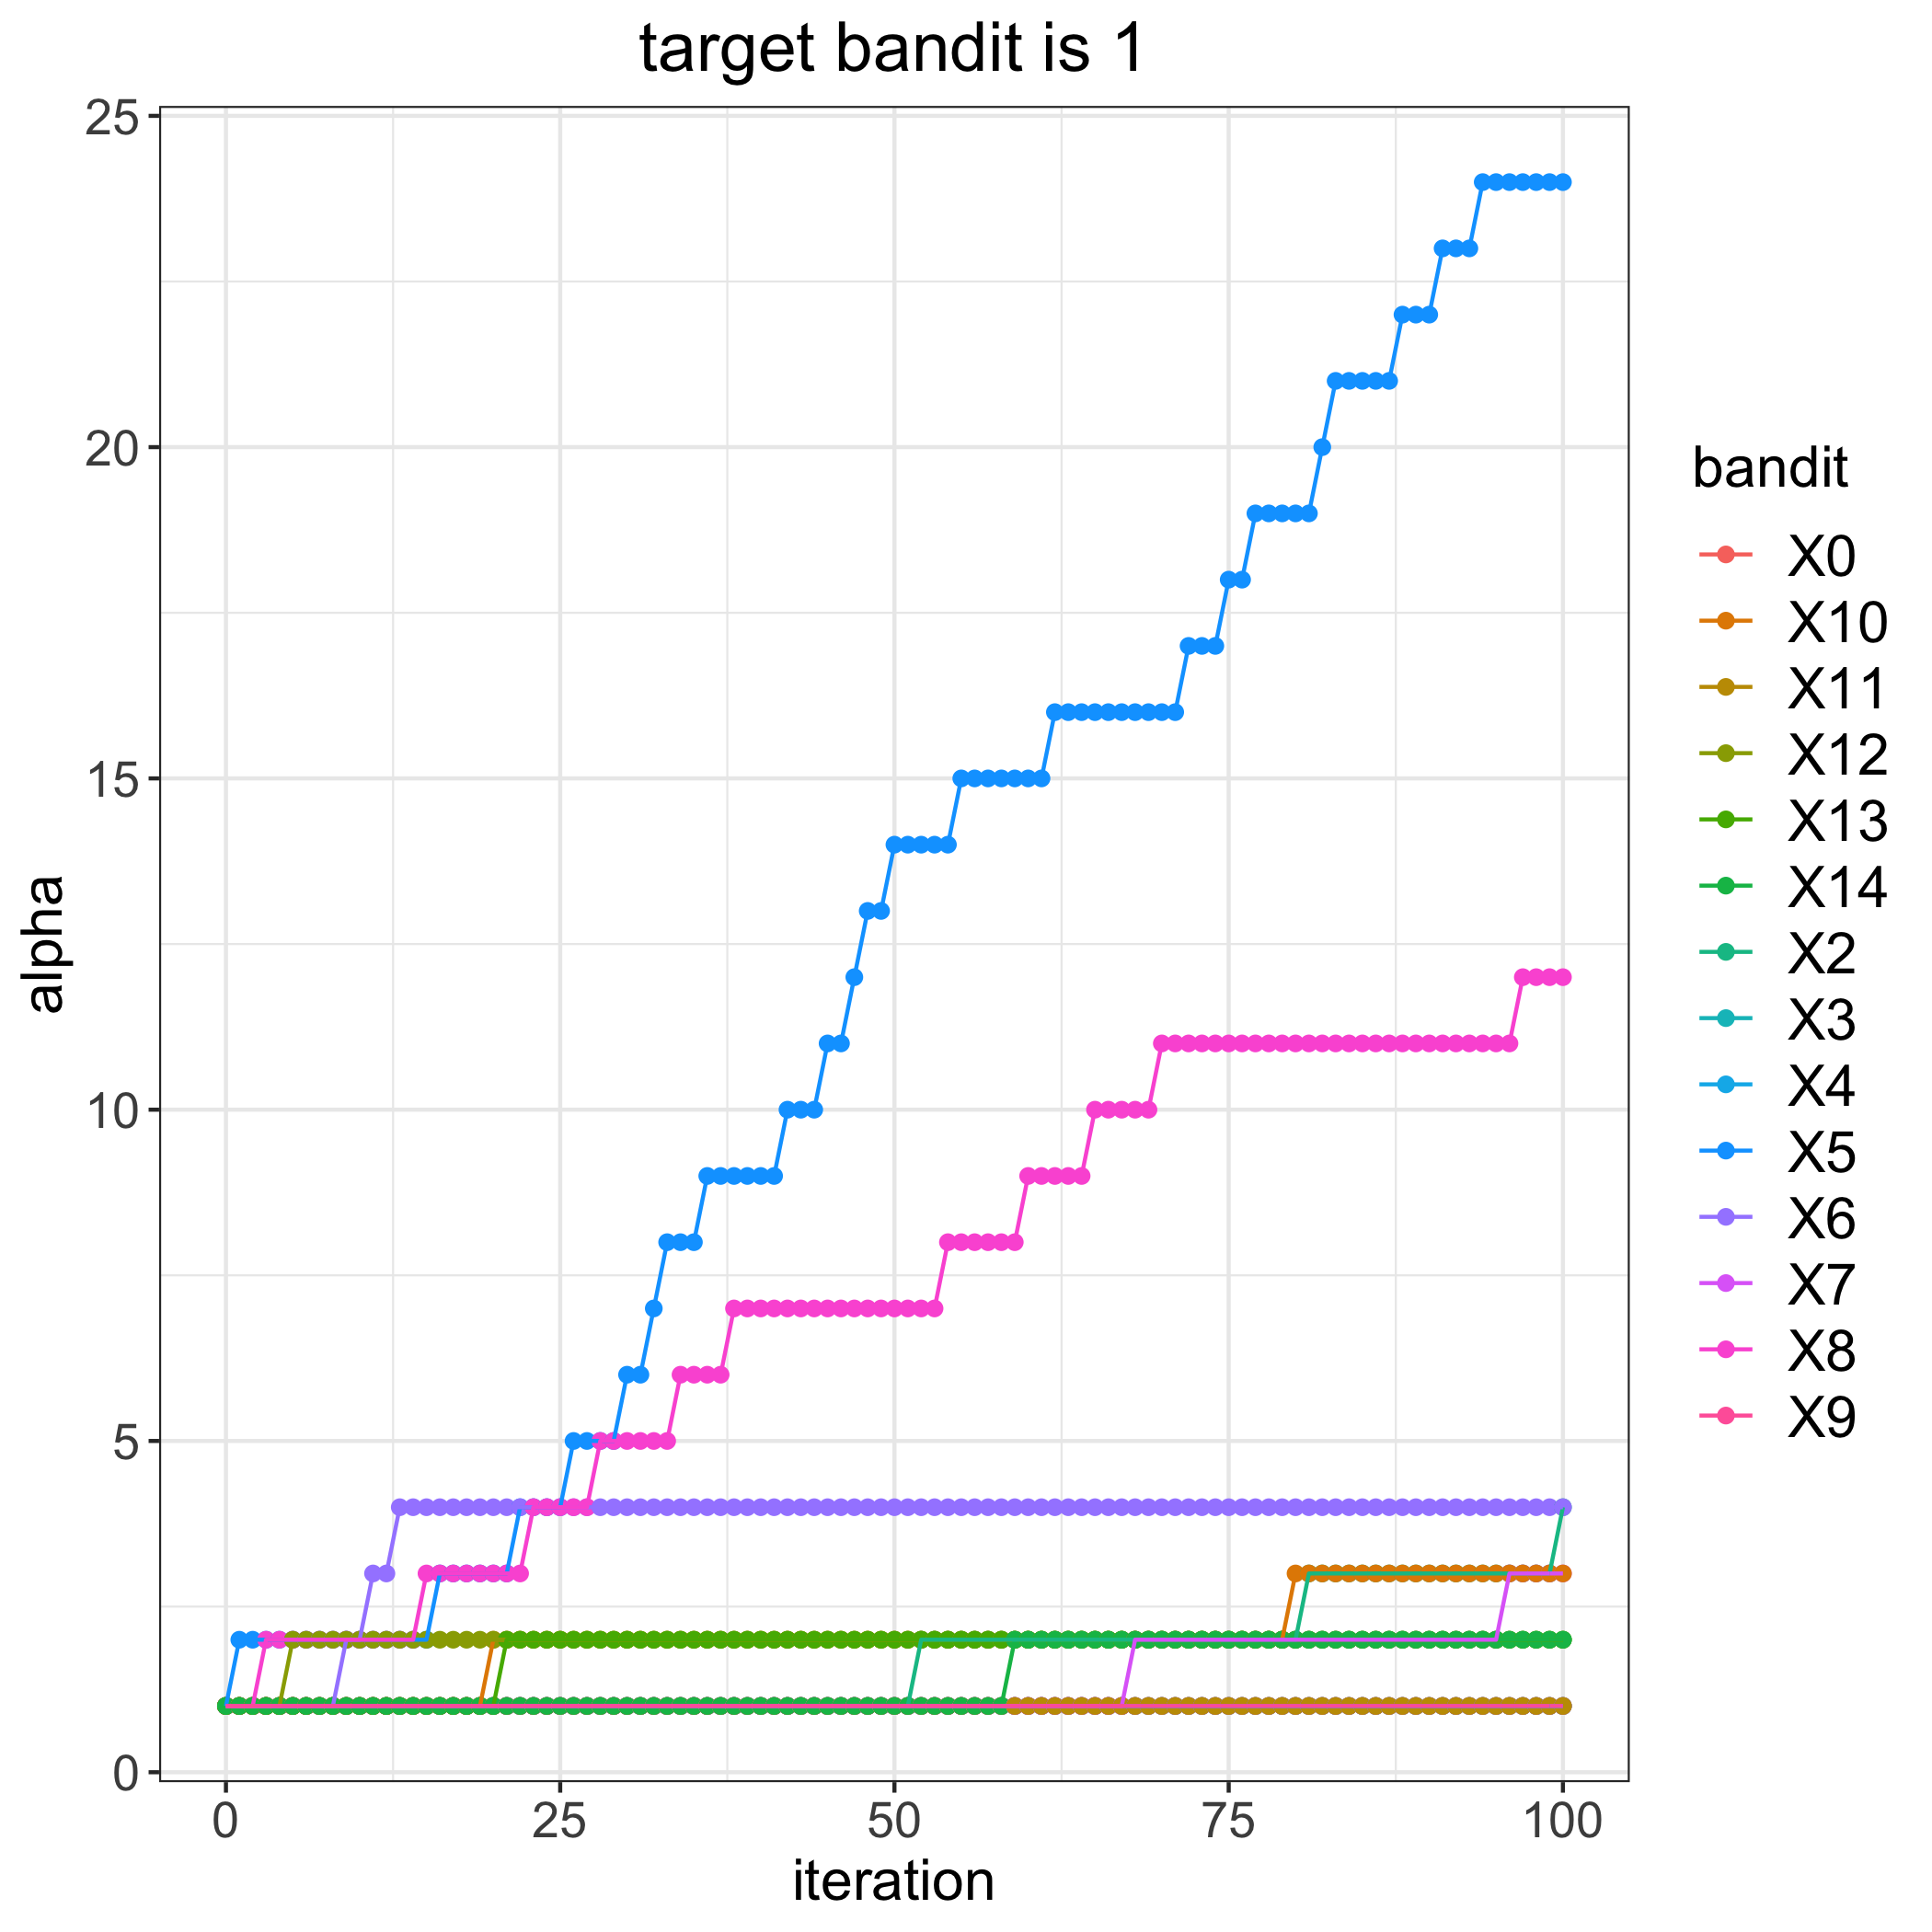 target bandit is 1
25
20
15
10
5
0
alpha
0 25 50 75 100
iteration
bandit
X0
X10
X11
X12
X13
X14
X2
X3
X4
X5
X6
X7
X8
X9